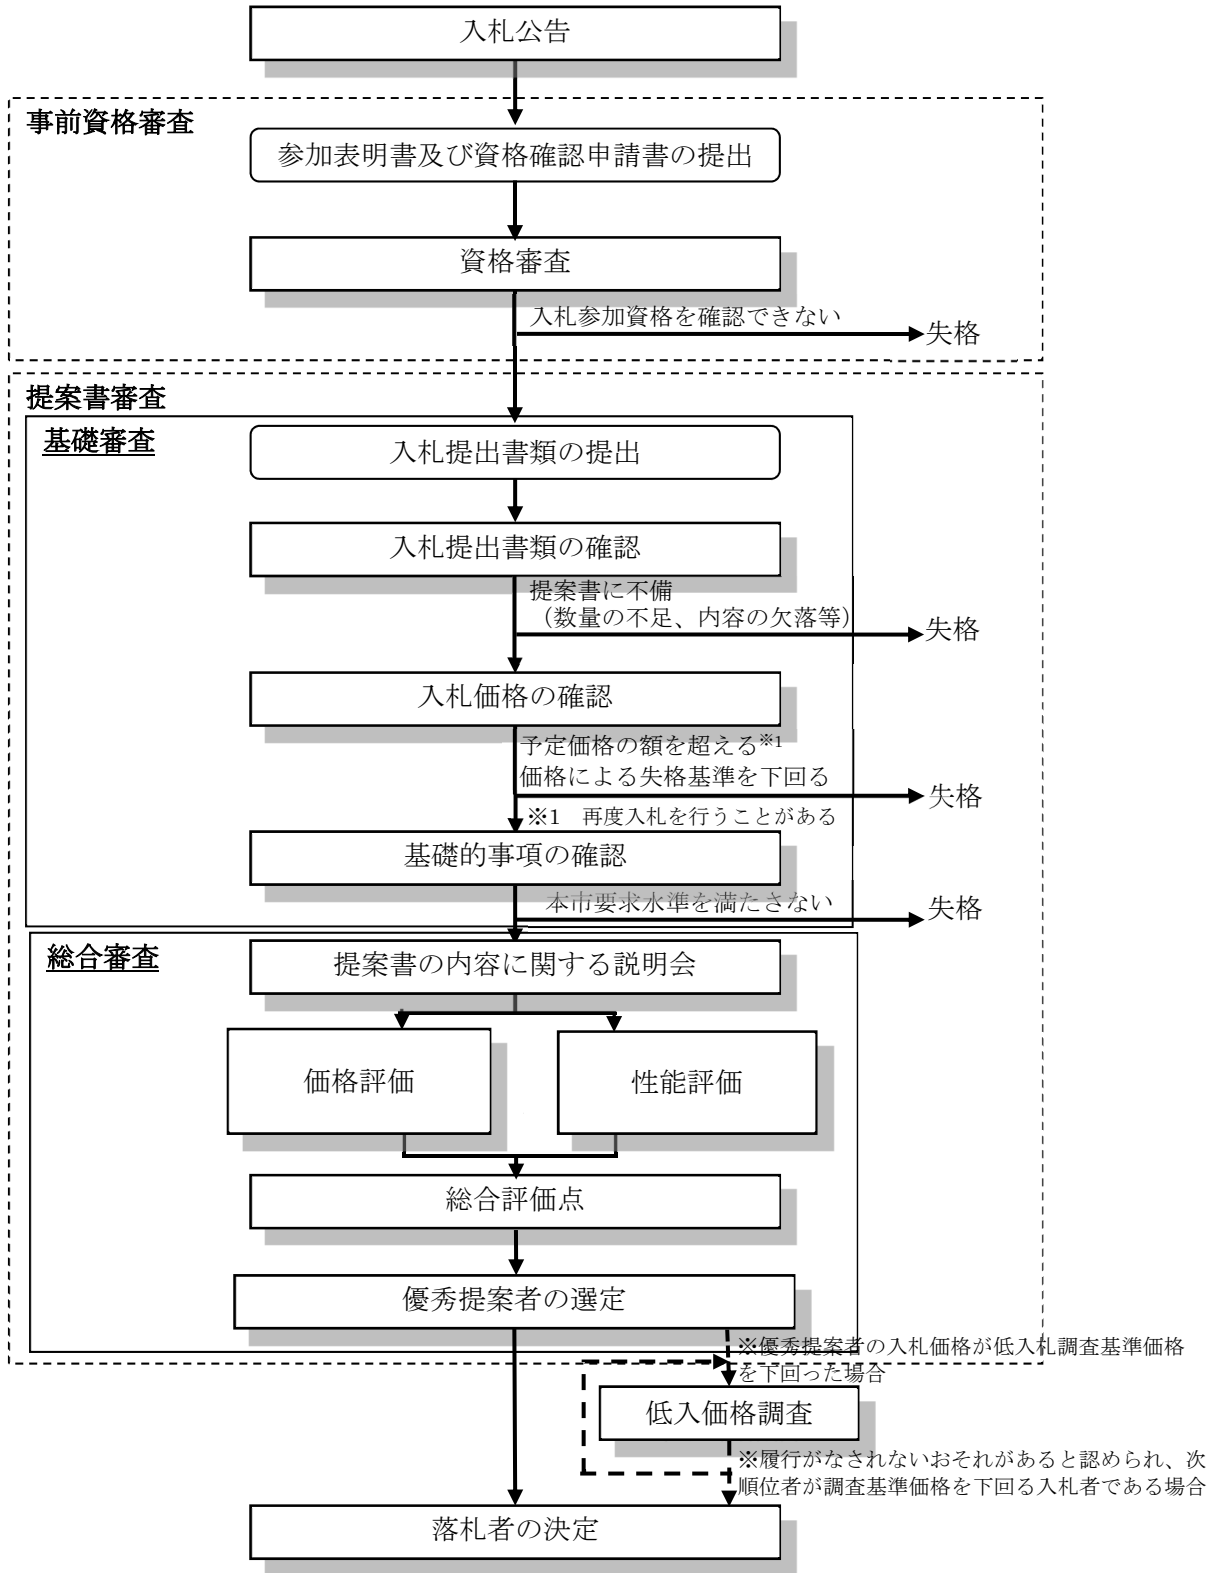 入札公告
事前資格審査
参加表明書及び資格確認申請書の提出
資格審査
入札参加資格を確認できない
失格
提案書審査
基礎審査
入札提出書類の提出
入札提出書類の確認
提案書に不備
（数量の不足、内容の欠落等）
失格
入札価格の確認
予定価格の額を超える※1
価格による失格基準を下回る
失格
※1　再度入札を行うことがある
基礎的事項の確認
本市要求水準を満たさない
失格
総合審査
提案書の内容に関する説明会
価格評価
性能評価
総合評価点
優秀提案者の選定
※優秀提案者の入札価格が低入札調査基準価格
を下回った場合
低入価格調査
※履行がなされないおそれがあると認められ、次
順位者が調査基準価格を下回る入札者である場合
落札者の決定